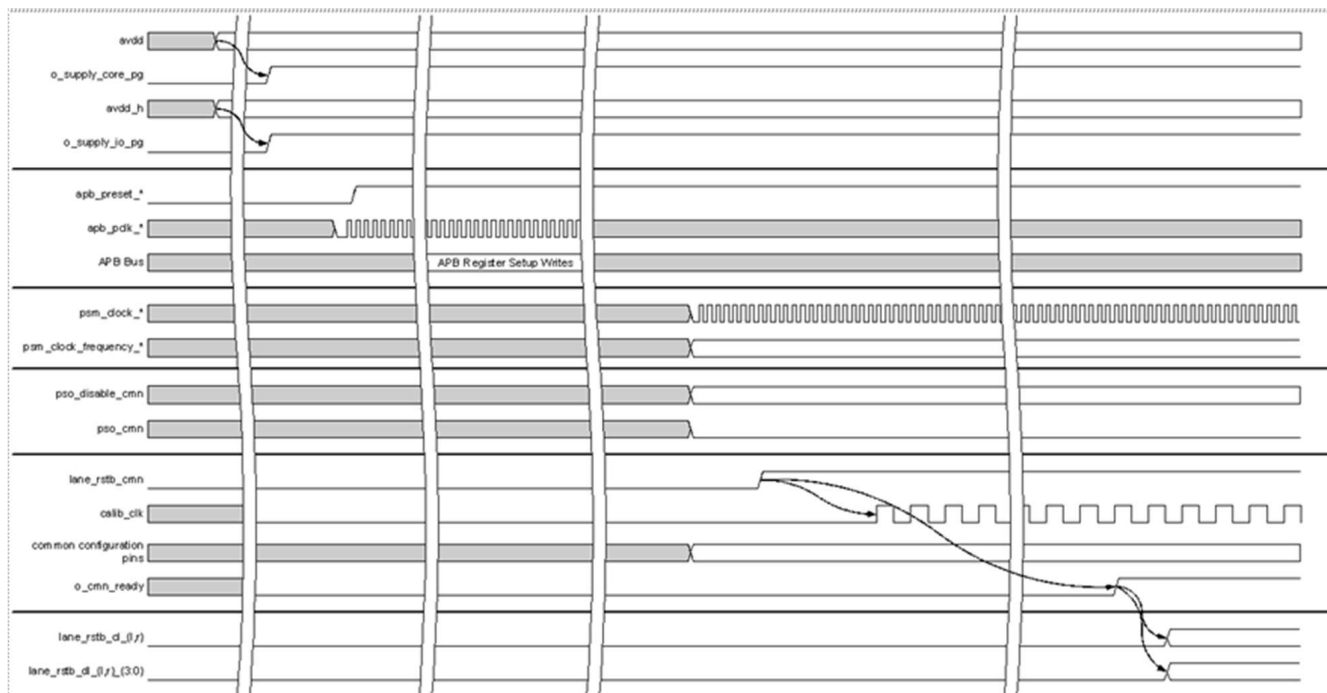 avdd
o_supply_core_pg
avdd_h
o_supply_io_pg
apb_preset_*
apb_pclk_*
APB Bus
APB Register Setup Writes
psm_clock_*
psm_clock_frequency_*
pso_disable_cmn
pso_cmn
lane_rstb_cmn
calib_clk
common configuration
pins
o_cmn_ready
lane_rstb_cl_(l,r)
lane_rstb_dl_(l,r)_(3:0)